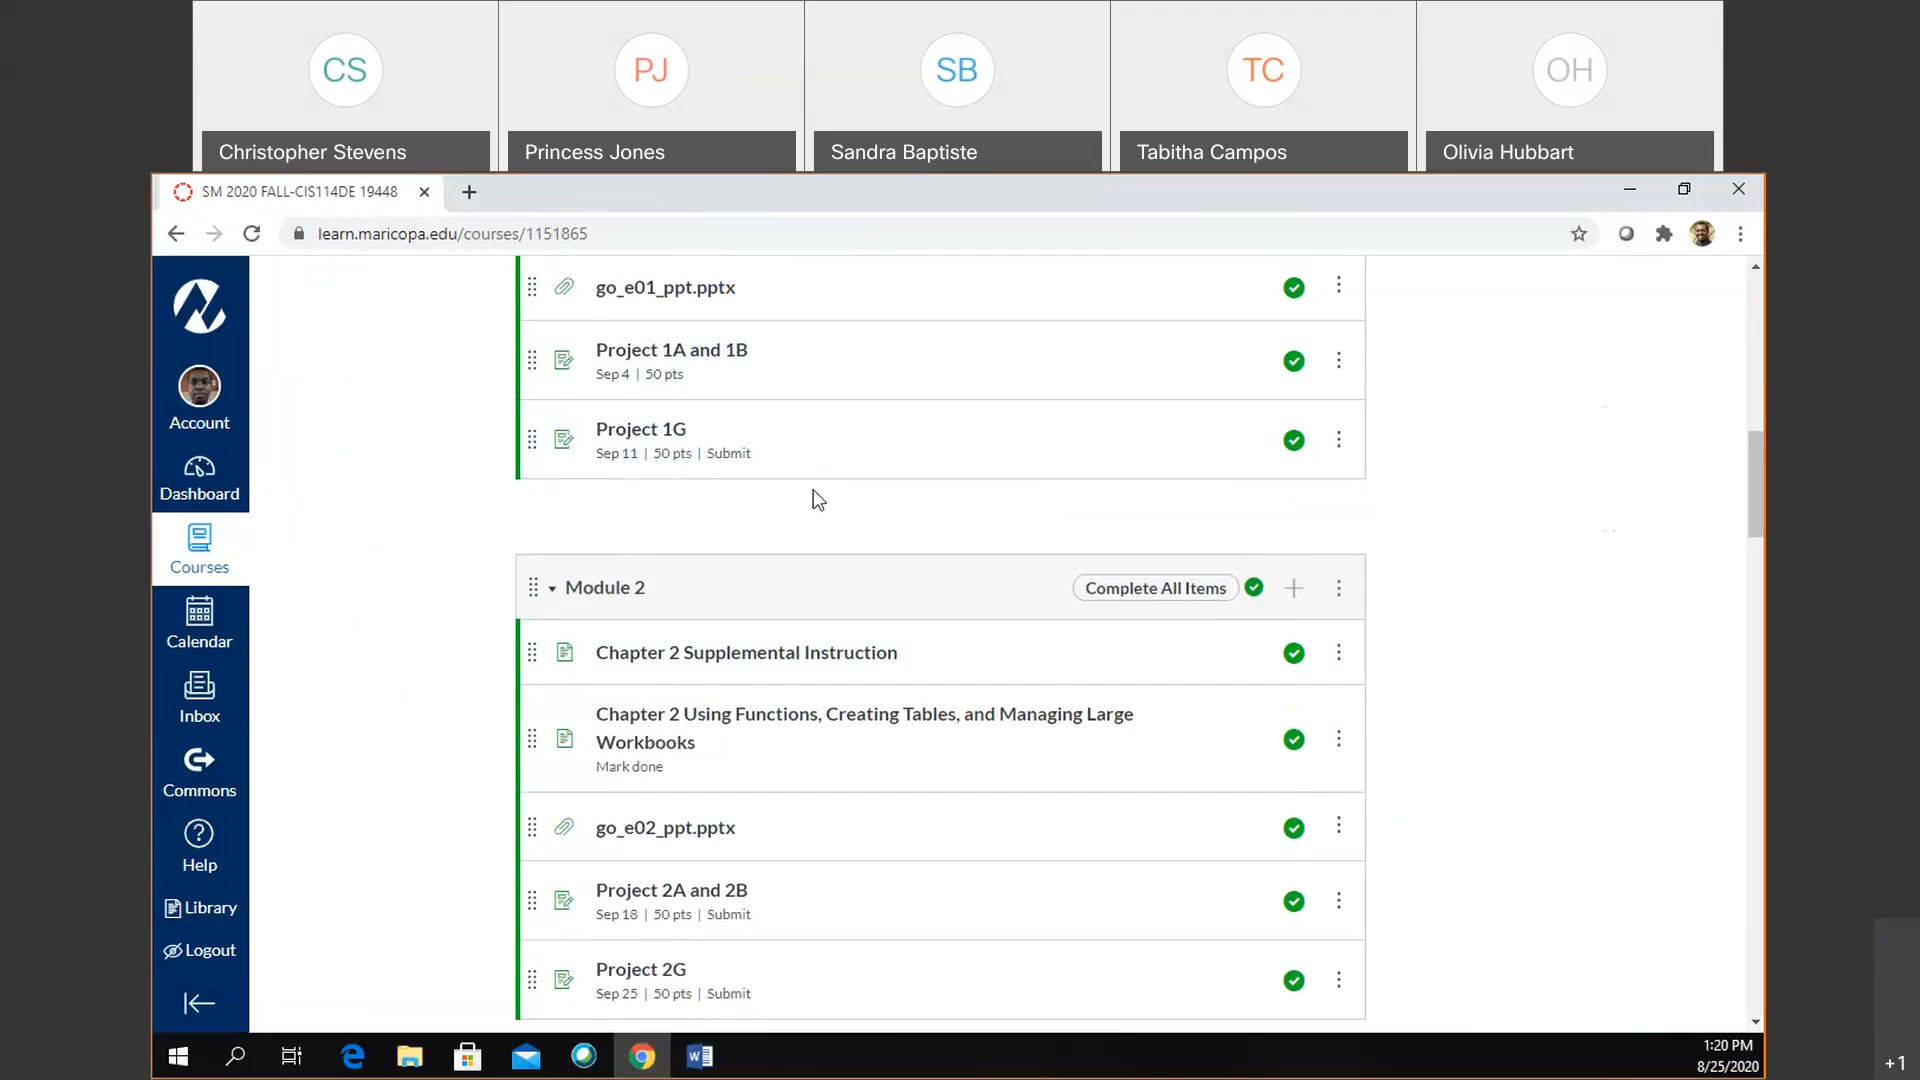 CS
PJ
SB
TC
OH
Christopher Stevens
Princess Jones
Sandra Baptiste
Tabitha Campos
Olivia Hubbart
SM 2020 FALL-CIS114DE 19448
learn.maricopa.edu/courses/1151865
Account
Dashboard
Courses
Calendar
Inbox
Commons
Help
Library
Logout
go_e01_ppt.pptx
Project 1A and 1B
Sep 4 | 50 pts
Project 1G
Sep 11 | 50 pts | Submit
Module 2
Complete All Items
Chapter 2 Supplemental Instruction
Chapter 2 Using Functions, Creating Tables, and Managing Large
Workbooks
Mark done
go_e02_ppt.pptx
Project 2A and 2B
Sep 18 | 50 pts | Submit
Project 2G
Sep 25 | 50 pts | Submit
1:20 PM
8/25/2020
+1